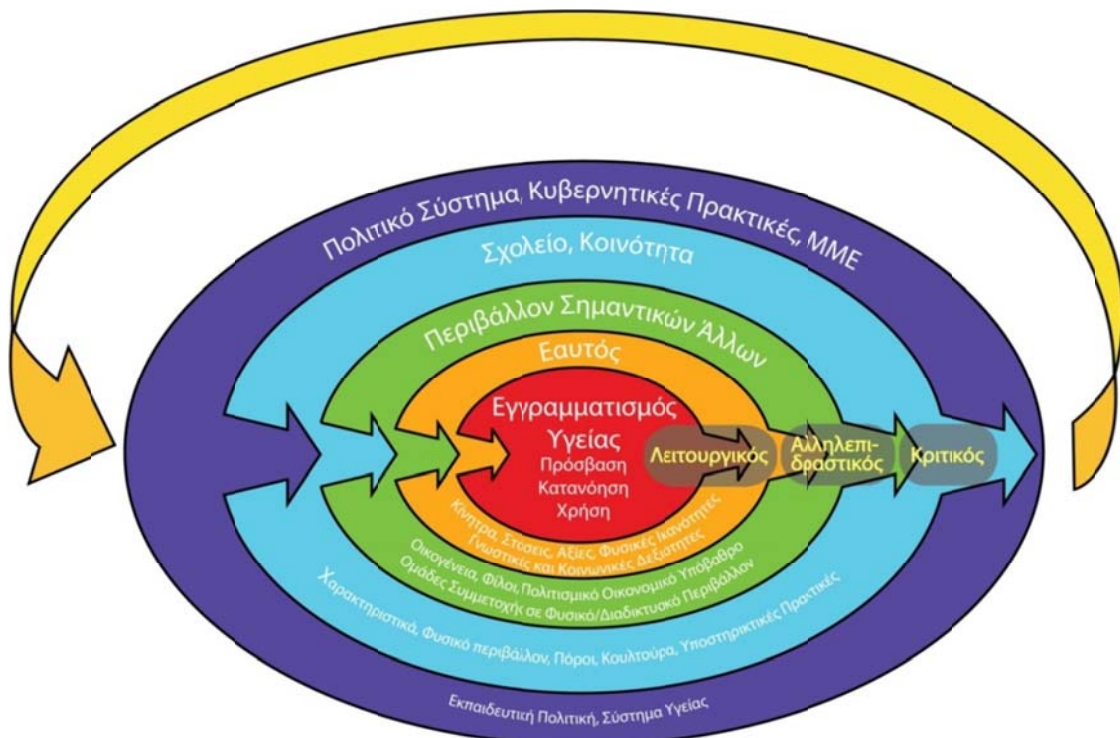 Πολιτικό Σύστημα, Κυβερνητικές Πρακτικές, ΜΜΕ
Σχολείο, Κοινότητα
Περιβάλλον Σημαντικών Άλλων
Εαυτός
Εγγραμματισμός
Υγείας
Πρόσβαση
Κατανόηση
Χρήση
Λειτουργικός
Αλληλεπι-
δραστικός
Κριτικός
Κίνητρα, Στάσεις, Αξίες, Φυσικές Ικανότητες
Γνωστικές και Κοινωνικές Δεξιότητες
Οικογένεια, Φίλοι, Πολιτισμικό Οικονομικό Υπόβαθρο
Ομάδες Συμμετοχής σε Φυσικό/Διαδικτυακό Περιβάλλον
Χαρακτηριστικά, Φυσικό περιβάλλον, Πόροι, Κουλτούρα, Υποστηρικτικές Πρακτικές
Εκπαιδευτική Πολιτική, Σύστημα Υγείας